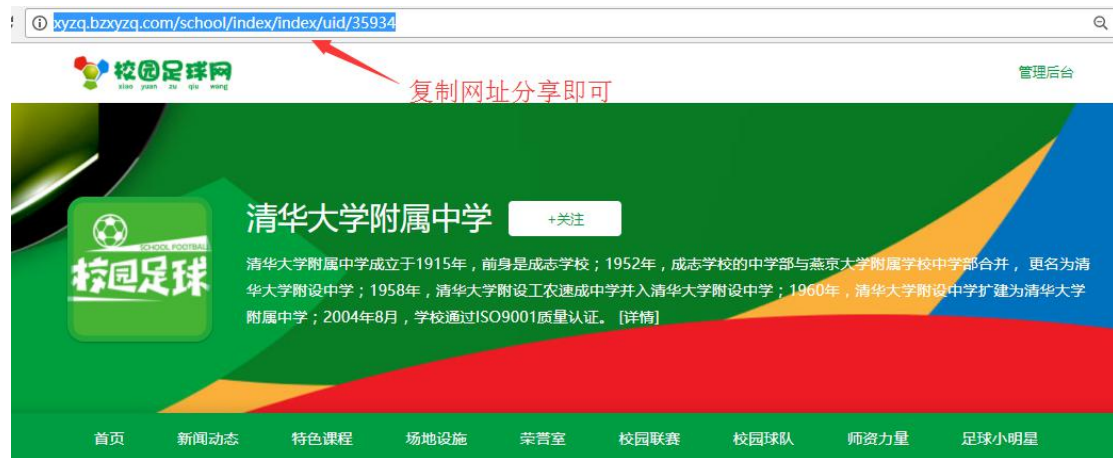 xyzq.bzxyzq.com/school/index/index/uid/35934
校园足球网
xiao yuan zu qiu wang
管理后台
复制网址分享即可
清华大学附属中学
+关注
SCHOOL FOOTBALL
校园足球
清华大学附属中学成立于1915年，前身是成志学校；1952年，成志学校的中学部与燕京大学附属学校中学部合并， 更名为清
华大学附设中学；1958年，清华大学附设工农速成中学并入清华大学附设中学；1960年，清华大学附设中学扩建为清华大学
附属中学；2004年8月，学校通过ISO9001质量认证。 [详情]
首页 新闻动态 特色课程 场地设施 荣誉室 校园联赛 校园球队 师资力量 足球小明星